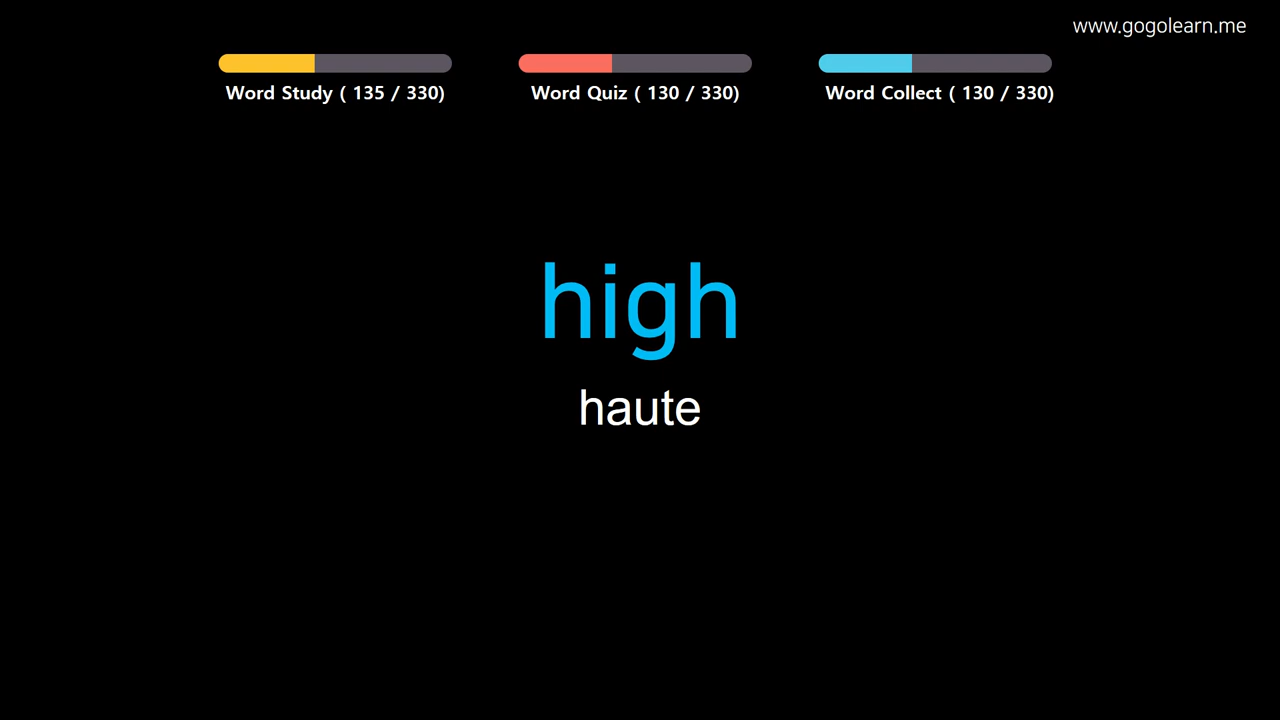 www.gogolearn.me
Word Study ( 135 / 330)
Word Quiz ( 130 / 330)
Word Collect ( 130 / 330)
high
haute